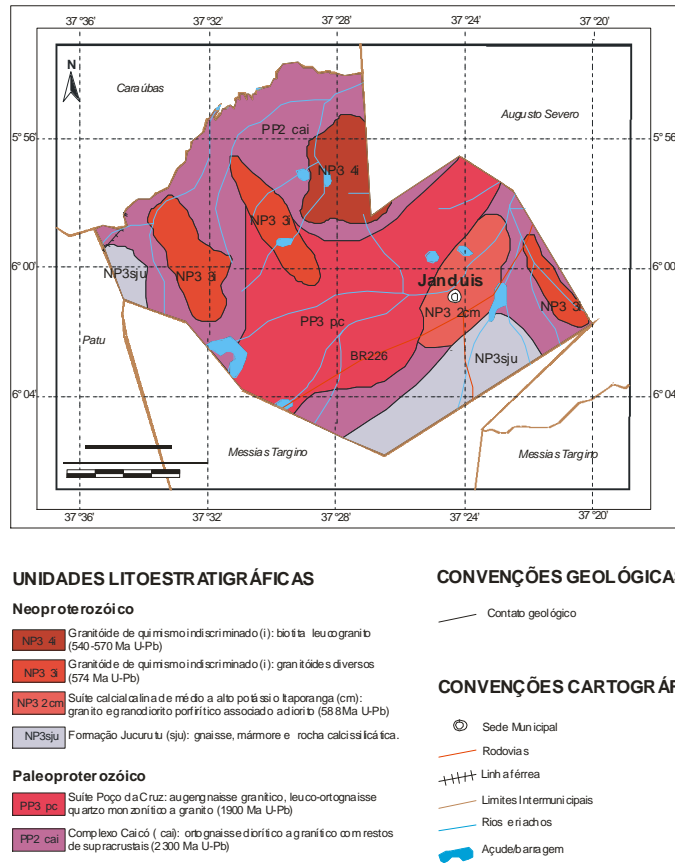 37 °36' 37 °32' 37 °28' 37 °24' 37 °20'
N
Caraúbas
Augusto Severo
5°56' 5°56'
PP2 cai
NP3 4i
NP3 3i
6°00' 6°00'
NP3sju
NP3 3i
Janduis
NP3 2cm
NP3 3i
PP3 pc
Patu
BR226
NP3sju
6°04' 6°04'
Messias Targino
Messias Targino
37 °36' 37 °32' 37 °28' 37 °24' 37 °20'
UNIDADES LITOESTRATIGRÁFICAS
Neoproterozóico
NP3 4i Granitóide de quimismo indiscriminado (i): biotita leucogranito
(540-570 Ma U-Pb)
NP3 3i Granitóide de quimismo indiscriminado (i): granitóides diversos
(574 Ma U-Pb)
NP3 2cm Suíte calcialcalina de médio a alto potássio Itaporanga (cm):
granito e granodiorito porfirítico associado a diorito (588 Ma U-Pb)
NP3sju Formação Jucurutu (sju): gnaisse, mármore e rocha calcissilicática.
Paleoproterozóico
PP3 pc Suíte Poço da Cruz: augengnaisse granítico, leuco-ortognaisse
quartzo monzonítico a granito (1900 Ma U-Pb)
PP2 cai Complexo Caicó ( cai): ortognaisse diorítico a granítico com restos
de supracrustais (2300 Ma U-Pb)
CONVENÇÕES GEOLÓGICAS
Contato geológico
CONVENÇÕES CARTOGRÁF
Sede Municipal
Rodovias
Linha férrea
Limites Intermunicipais
Rios e riachos
Açude/barragem